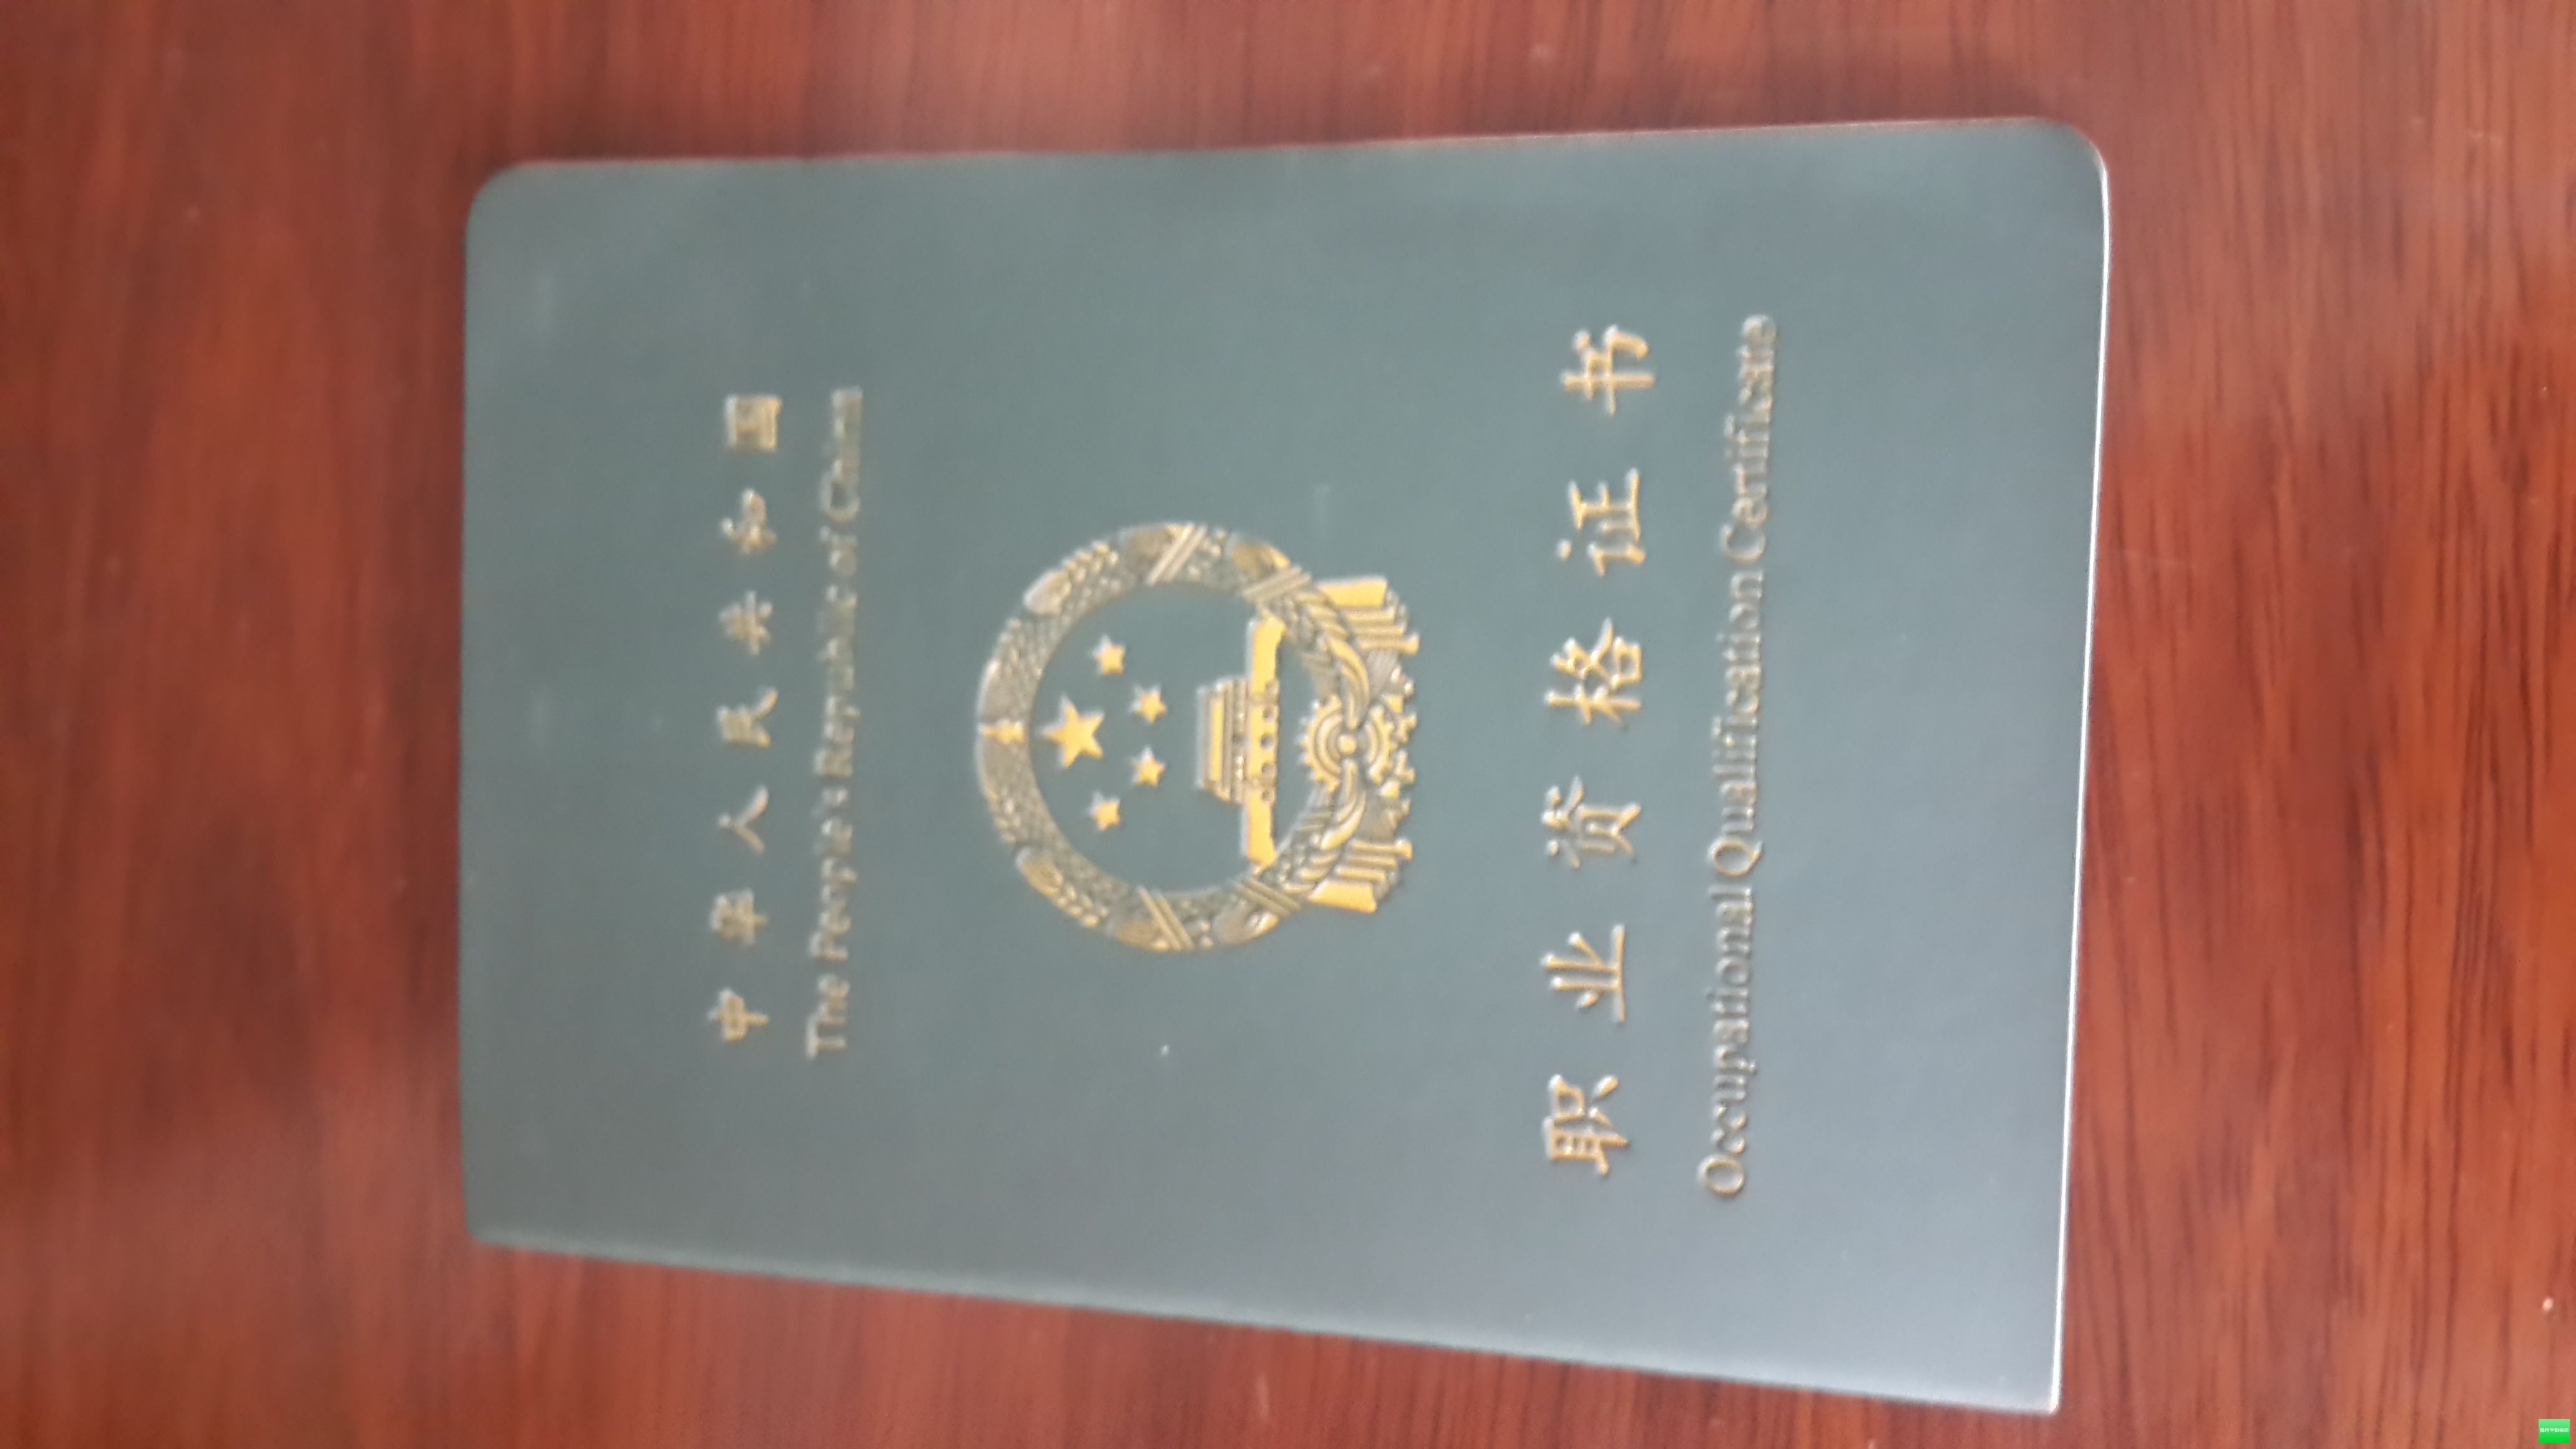 中华人民共和国
The People's Republic of China
职业资格证书
Occupational Qualification Certificate